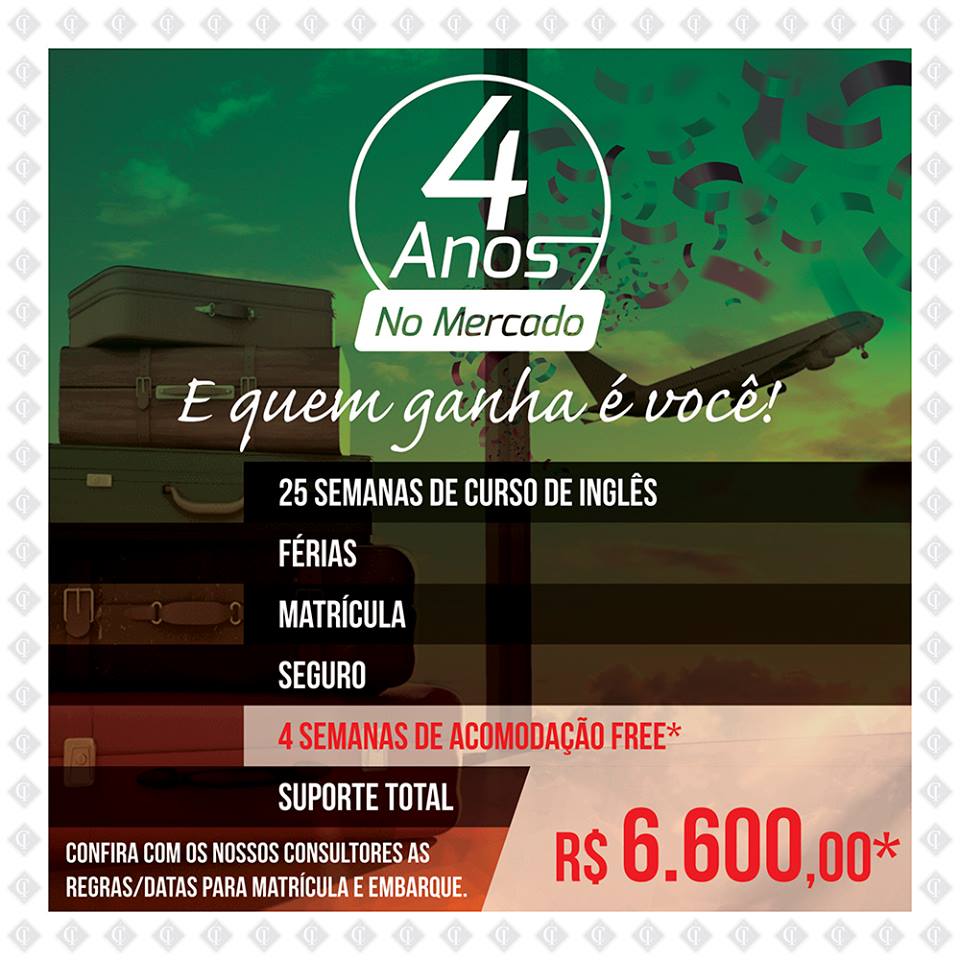 4
Anos
No Mercado
E quem ganha é você!
25 SEMANAS DE CURSO DE INGLÊS
FÉRIAS
MATRÍCULA
SEGURO
4 SEMANAS DE ACOMODAÇÃO FREE*
SUPORTE TOTAL
CONFIRA COM OS NOSSOS CONSULTORES AS
REGRAS/DATAS PARA MATRÍCULA E EMBARQUE.
R$ 6.600,00*